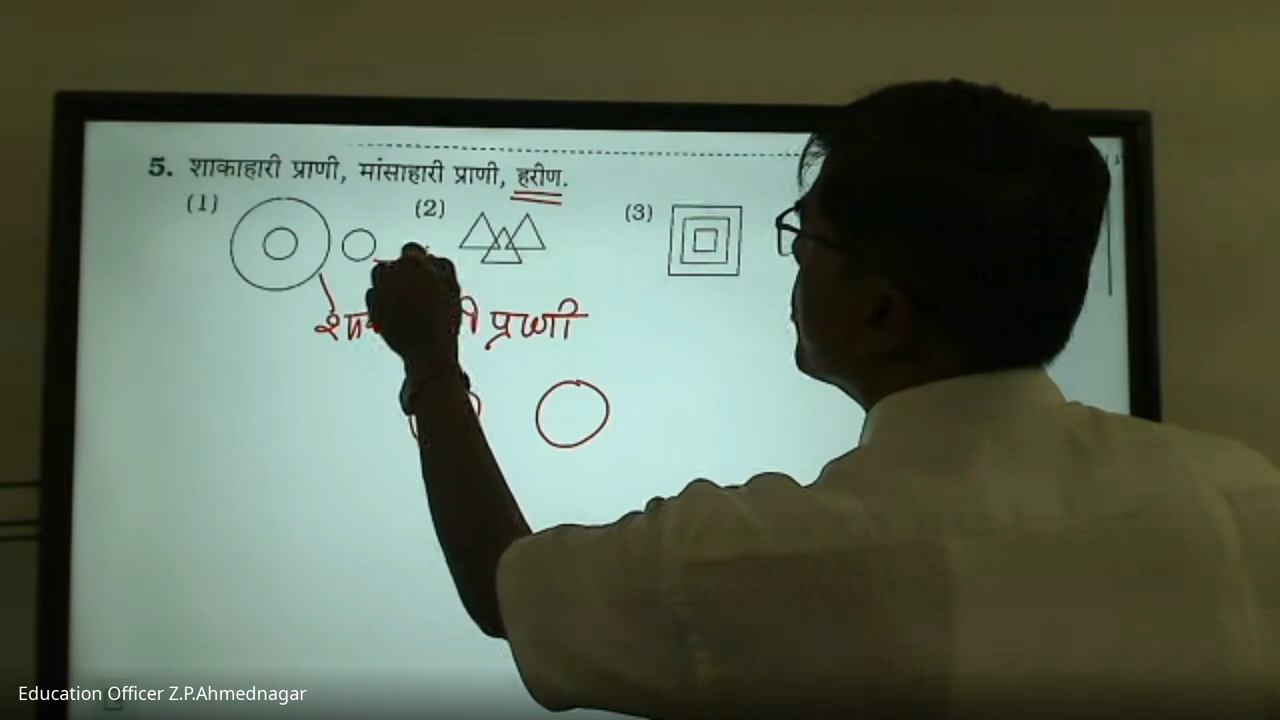 5. शाकाहारी प्राणी, मांसाहारी प्राणी, हरीण.
(1) (2) (3)
प्राणी
Education Officer Z.P.Ahmednagar